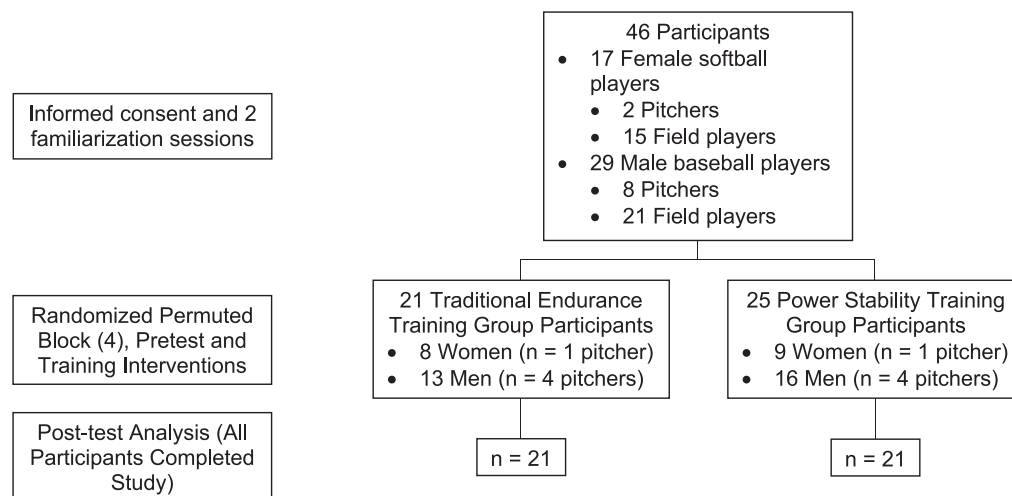 46 Participants
• 17 Female softball
players
• 2 Pitchers
• 15 Field players
• 29 Male baseball players
• 8 Pitchers
• 21 Field players
Informed consent and 2
familiarization sessions
21 Traditional Endurance
Training Group Participants
• 8 Women (n = 1 pitcher)
• 13 Men (n = 4 pitchers)
25 Power Stability Training
Group Participants
• 9 Women (n = 1 pitcher)
• 16 Men (n = 4 pitchers)
Randomized Permuted
Block (4), Pretest and
Training Interventions
Post-test Analysis (All
Participants Completed
Study)
n = 21
n = 21